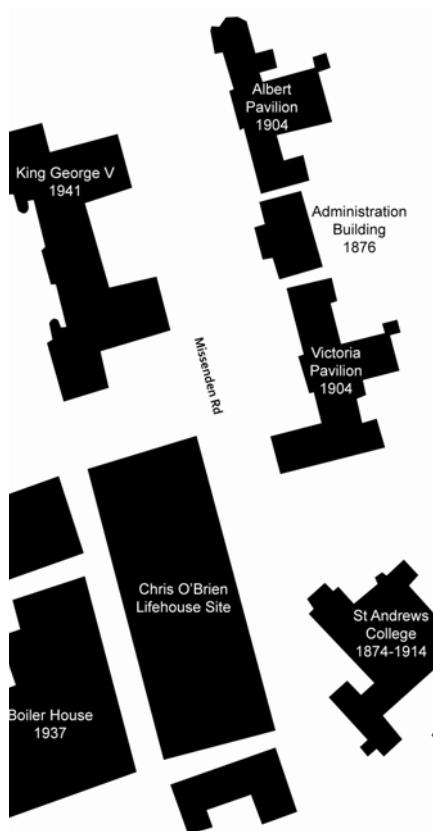 Albert
Pavilion
1904
King George V
1941
Administration
Building
1876
Missenden Rd
Victoria
Pavilion
1904
Chris O'Brien
Lifehouse Site
St Andrews
College
1874-1914
Boiler House
1937